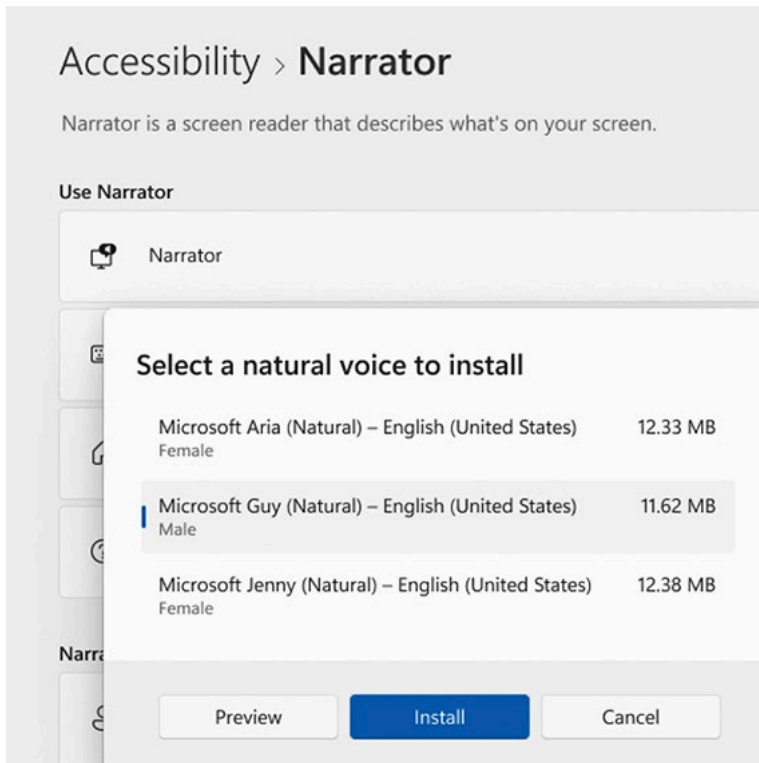 Accessibility › Narrator
Narrator is a screen reader that describes what's on your screen.
Use Narrator
Narrator
Select a natural voice to install
Microsoft Aria (Natural) – English (United States) 12.33 MB
Female
Microsoft Guy (Natural) – English (United States) 11.62 MB
Male
Microsoft Jenny (Natural) – English (United States) 12.38 MB
Female
Preview Install Cancel